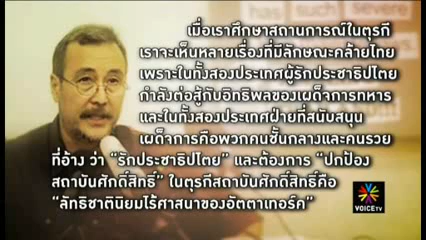 has such
severe
เมื่อเราศึกษาสถานการณ์ในตุรกี
เราจะเห็นหลายเรื่องที่มีลักษณะคล้ายไทย
เพราะในทั้งสองประเทศผู้รักประชาธิปไตย
กำลังต่อสู้กับอิทธิพลของเผด็จการทหาร
และในทั้งสองประเทศฝ่ายที่สนับสนุน
เผด็จการคือพวกคนชั้นกลางและคนรวย
ที่อ้าง ว่า “รักประชาธิปไตย” และต้องการ “ปกป้อง
สถาบันศักดิ์สิทธิ์” ในตุรกีสถาบันศักดิ์สิทธิ์คือ
“ลัทธิชาตินิยมไร้ศาสนาของอัตตาเทอร์ค”
VOICETV